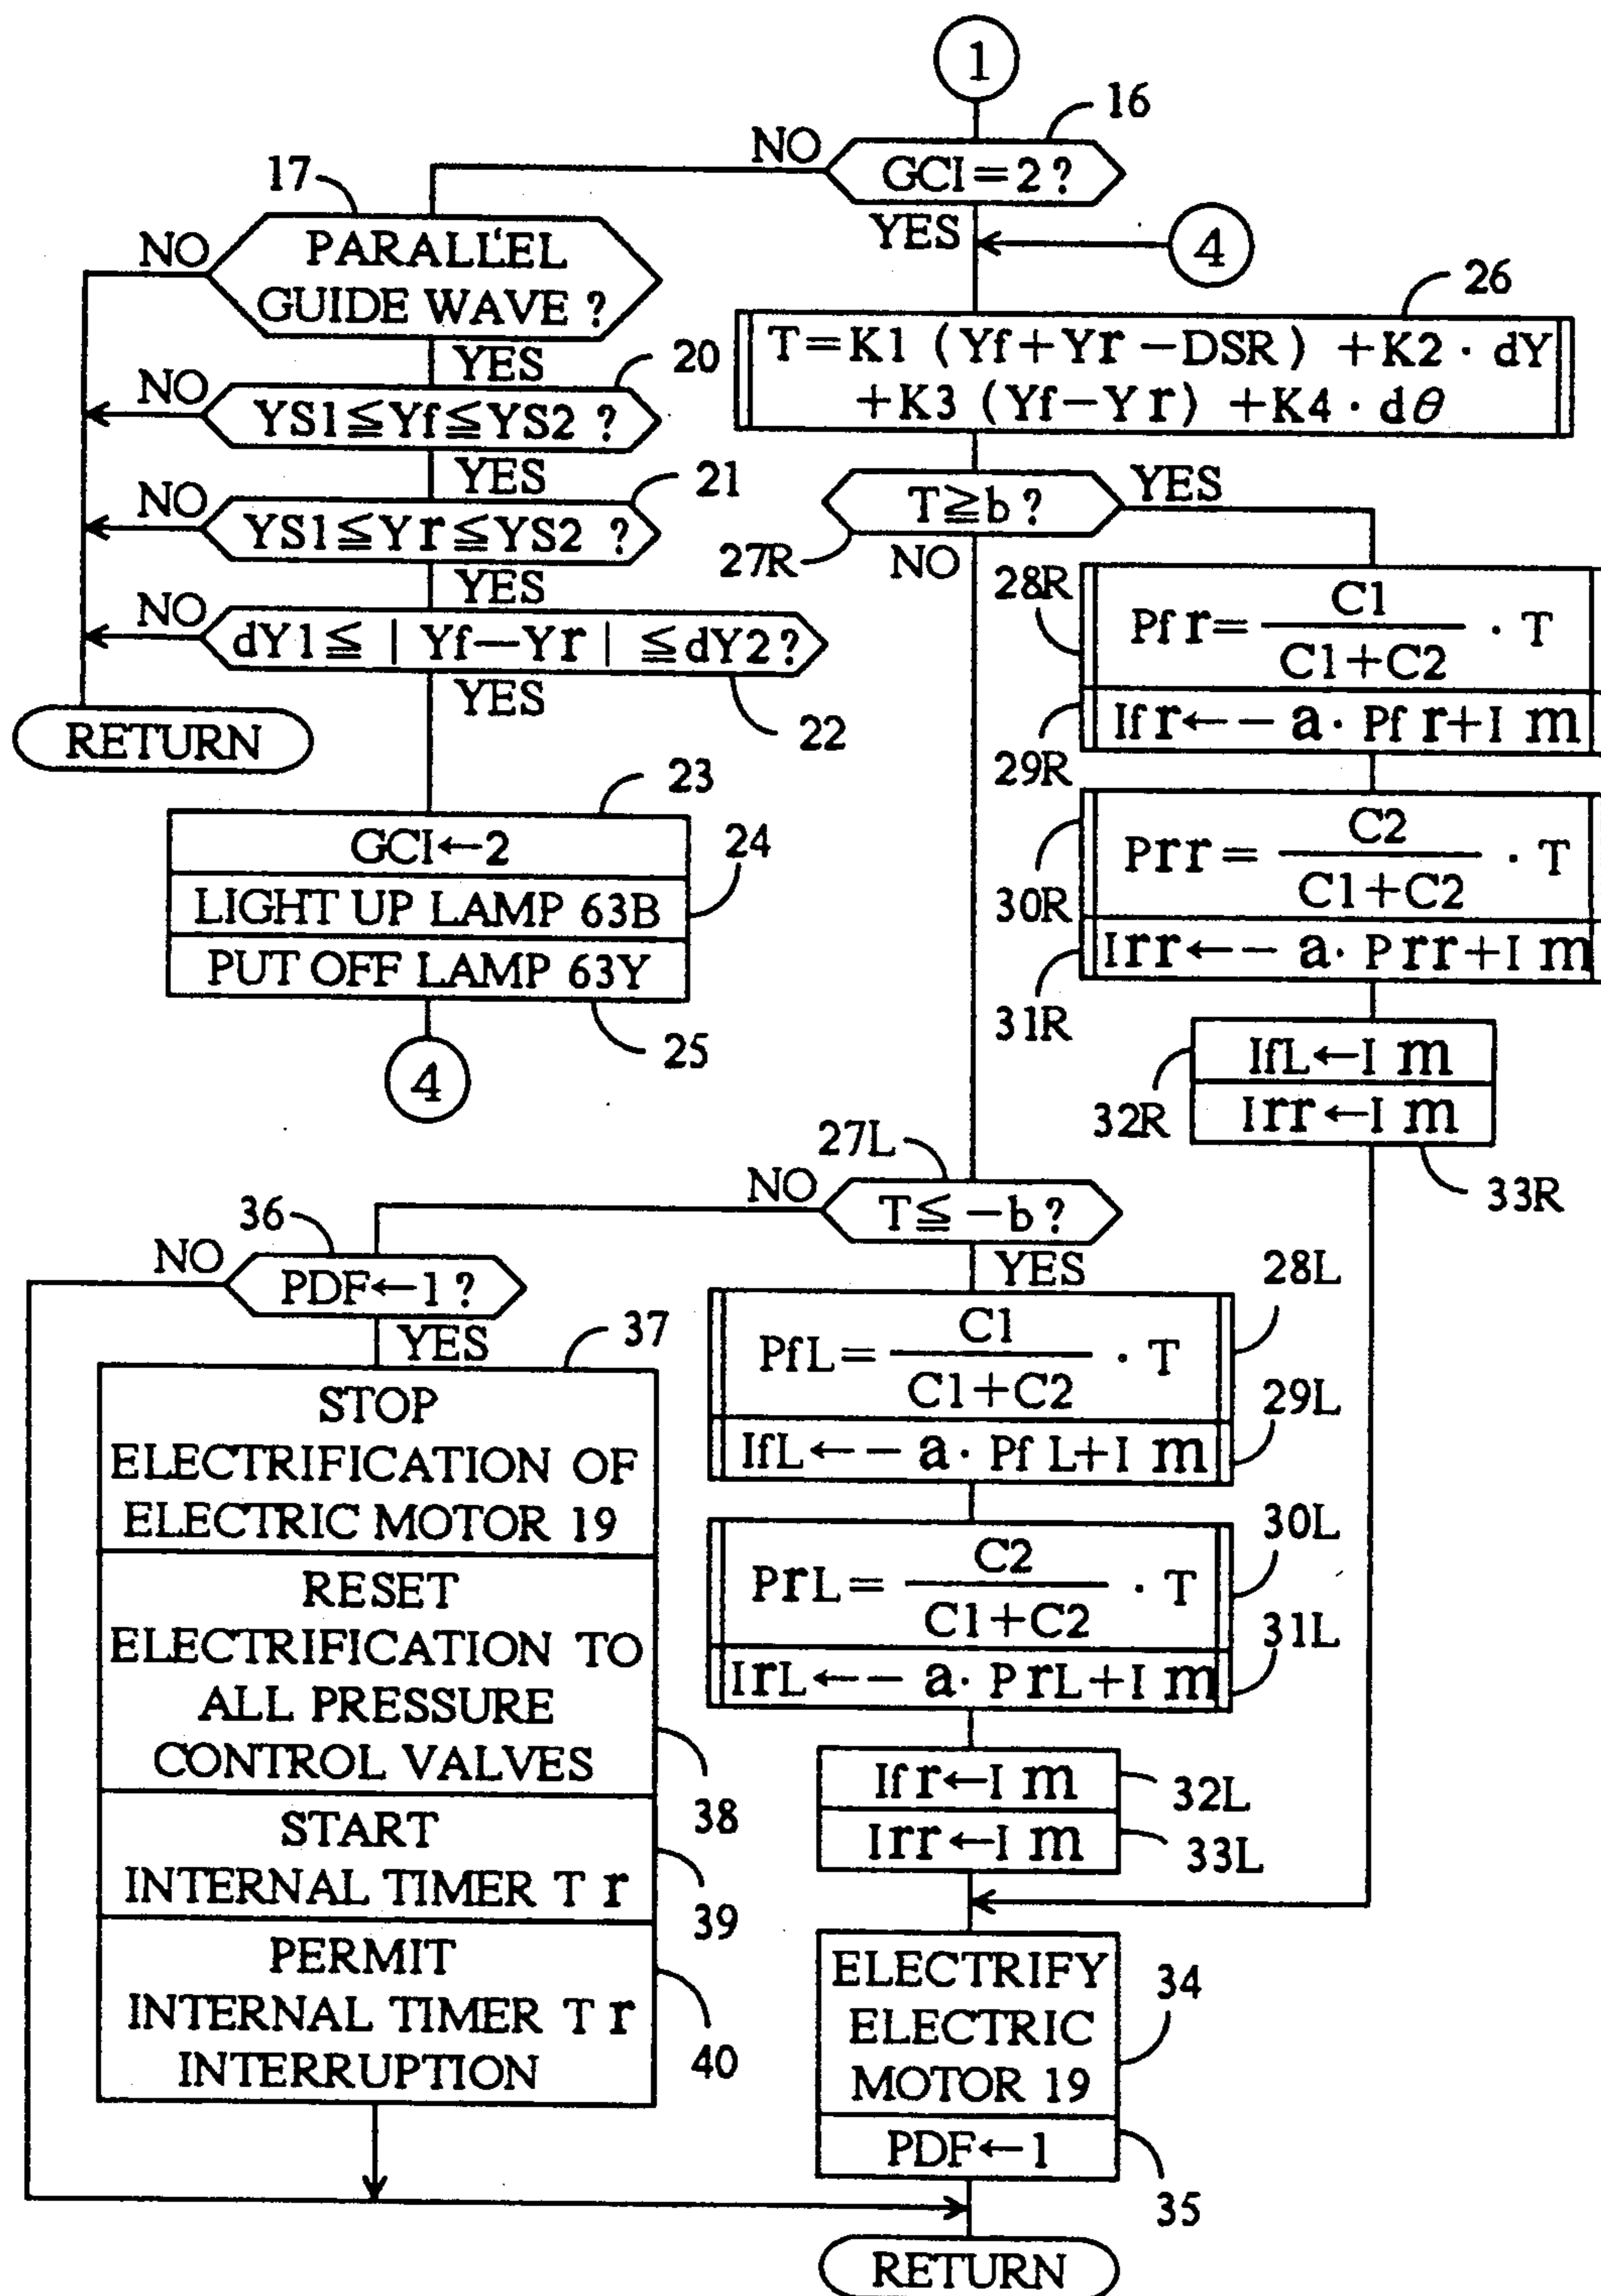 1
16
NO
GCI=2?
YES
4
17
NO
PARALL'EL
GUIDE WAVE ?
YES
20
NO
YS1≦Yf≦YS2 ?
YES
21
NO
YS1≦Yr≦YS2 ?
YES
NO
dY1≦ | Yf−Yr | ≦dY2?
YES
22
RETURN
23
GCI←2
24
LIGHT UP LAMP 63B
PUT OFF LAMP 63Y
25
4
26
T=K1 (Yf+Yr −DSR) +K2 · dY
+K3 (Yf−Yr) +K4 · dθ
T≧b?
YES
27R
NO
28R
Pfr= C1
C1+C2 · T
Ifr←− a· Pfr+Im
29R
Prr= C2
C1+C2 · T
30R
Irr←− a· Prr+Im
31R
IfL←Im
32R
Irr←Im
33R
27L
NO
T≦ −b?
YES
36
NO
PDF←1?
YES
37
STOP
ELECTRIFICATION OF
ELECTRIC MOTOR 19
RESET
ELECTRIFICATION TO
ALL PRESSURE
CONTROL VALVES
38
START
INTERNAL TIMER Tr
39
PERMIT
INTERNAL TIMER Tr
INTERRUPTION
40
28L
PfL= C1
C1+C2 · T
29L
IfL←− a· PfL+Im
30L
PrL= C2
C1+C2 · T
31L
IrL←− a· PrL+Im
Ifr←Im
32L
Irr←Im
33L
ELECTRIFY
ELECTRIC
MOTOR 19
34
PDF←1
35
RETURN